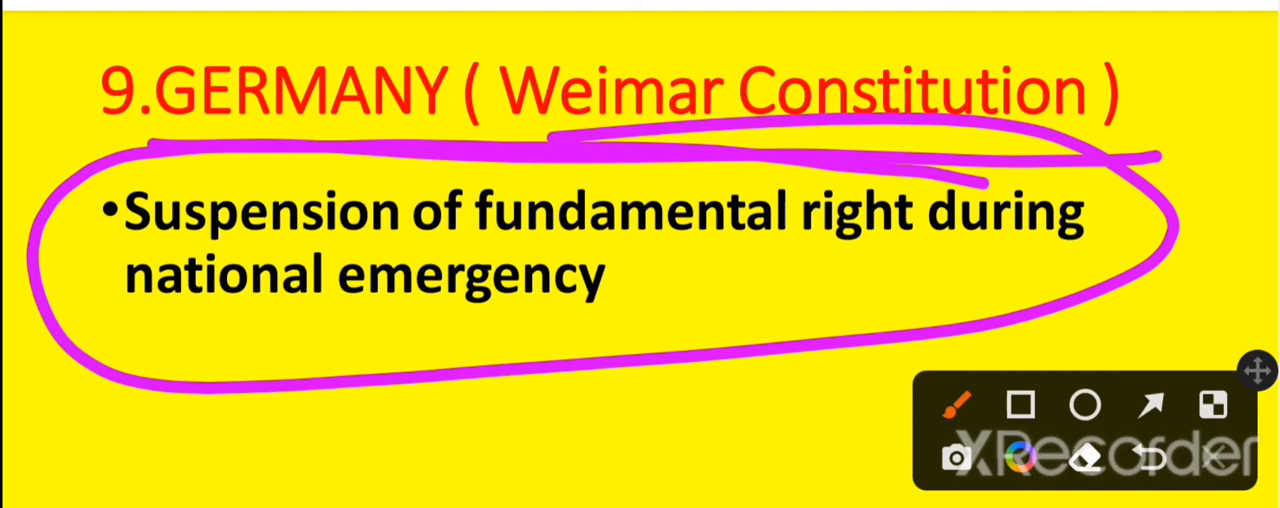 9.GERMANY ( Weimar Constitution )
•Suspension of fundamental right during
national emergency
XRecorder